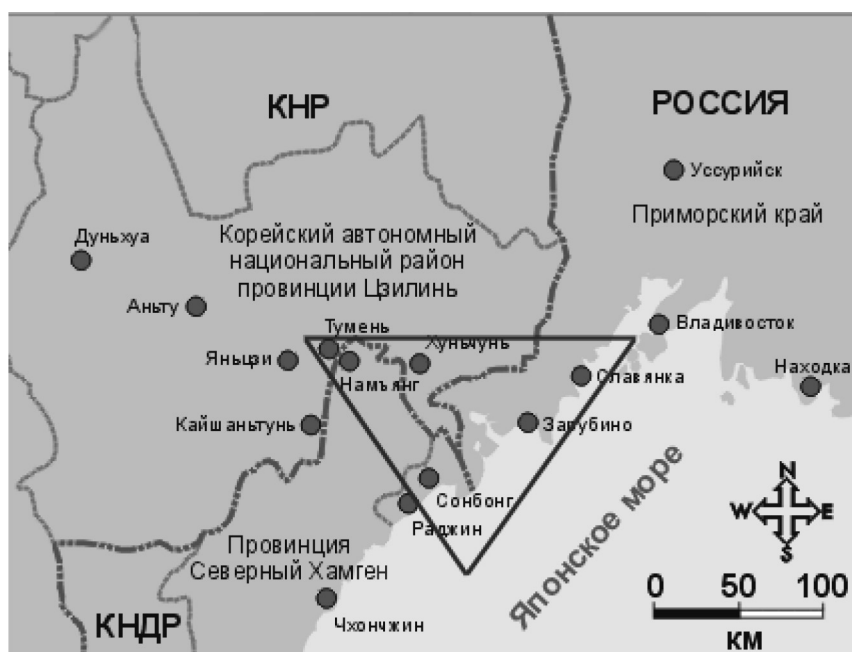 КНР
РОССИЯ
Уссурийск
Приморский край
Дуньхуа
Корейский автономный
национальный район
провинции Цзилинь
Аньту
Тумень
Хуньчунь
Владивосток
Яньцзи
Намъянг
Славянка
Находка
Кайшаньтунь
Зарубино
Сонбонг
Раджин
Японское море
N
W E
S
Провинция
Северный Хамген
0 50 100
КМ
КНДР
Чхончжин